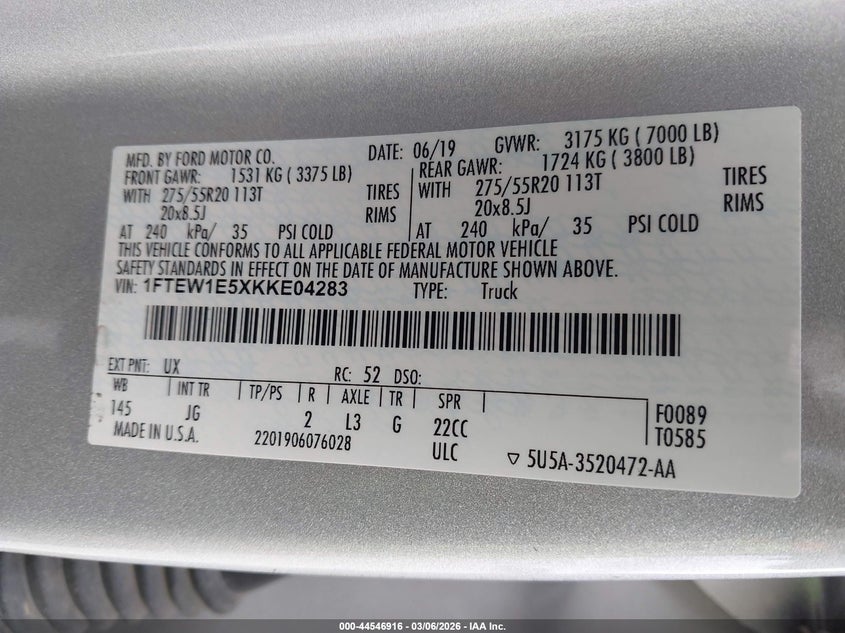 MFD. BY FORD MOTOR CO. DATE: 06/19 GVWR: 3175 KG ( 7000 LB)
FRONT GAWR: 1531 KG ( 3375 LB) REAR GAWR: 1724 KG ( 3800 LB)
WITH 275/55R20 113T TIRES WITH 275/55R20 113T TIRES
20x8.5J RIMS 20x8.5J RIMS
AT 240 kPa/ 35 PSI COLD AT 240 kPa/ 35 PSI COLD
THIS VEHICLE CONFORMS TO ALL APPLICABLE FEDERAL MOTOR VEHICLE
SAFETY STANDARDS IN EFFECT ON THE DATE OF MANUFACTURE SHOWN ABOVE.
VIN: 1FTEW1E5XKKE04283 TYPE: Truck
EXT PNT: UX RC: 52 DSO:
WB INT TR TP/PS R AXLE TR SPR
145 JG 2 L3 G 22CC F0089
MADE IN U.S.A. 2201906076028 ULC T0585
▽ 5U5A-3520472-AA
000-44546916 - 03/06/2026 - IAA Inc.